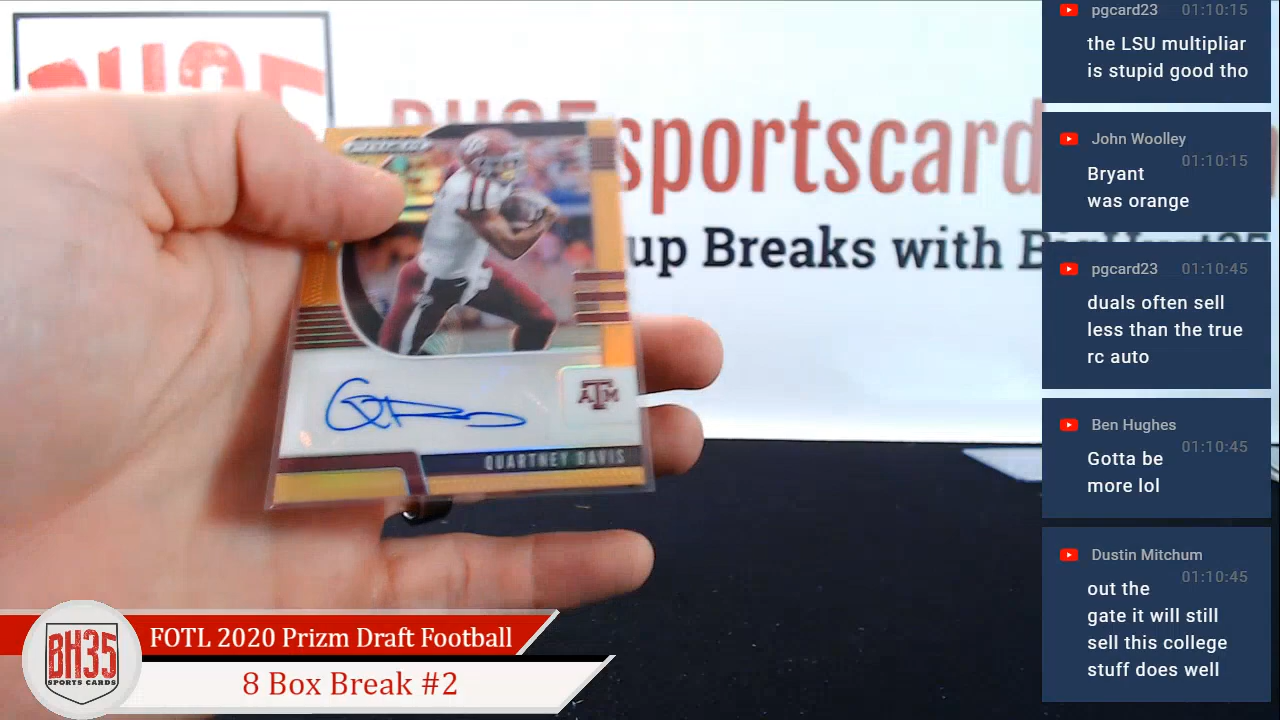 pgcard23 01:10:15
the LSU multipliar
is stupid good tho
John Woolley
01:10:15
Bryant
was orange
pgcard23 01:10:45
duals often sell
less than the true
rc auto
Ben Hughes
01:10:45
Gotta be
more lol
Dustin Mitchum
01:10:45
out the
gate it will still
sell this college
stuff does well
sportscard
up Breaks with
ATM
QUARTNEY DAVIS
BH35
SPORTS CARDS
FOTL 2020 Prizm Draft Football
8 Box Break #2